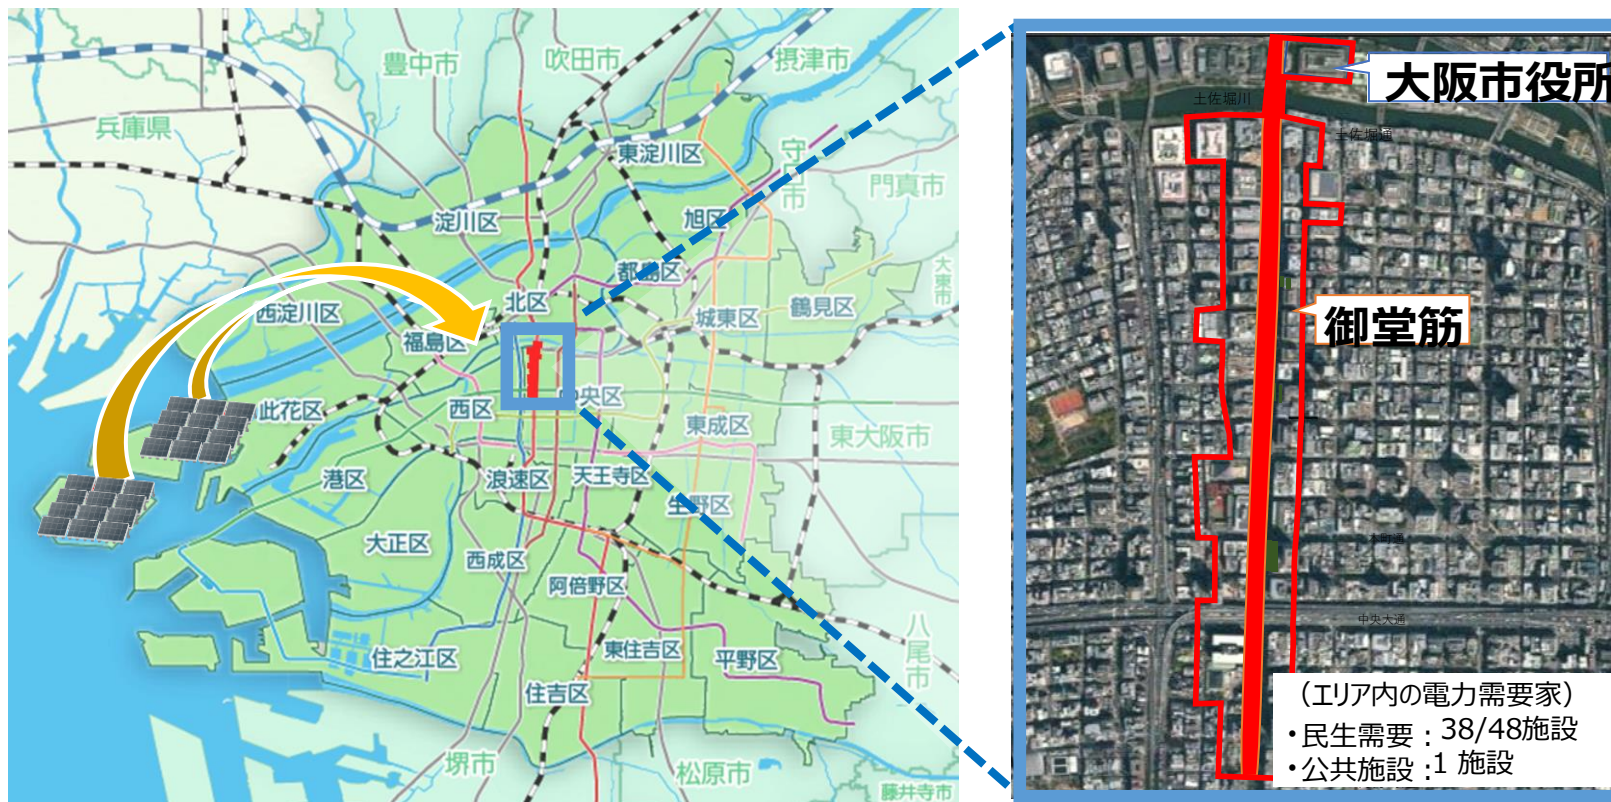 豊中市
吹田市
摂津市
兵庫県
東淀川区
守口市
門真市
淀川区
旭区
都島区
大東市
北区
西淀川区
城東区
鶴見区
福島区
此花区
西区
中央区
東成区
東大阪市
港区
浪速区
天王寺区
生野区
大正区
西成区
阿倍野区
住之江区
東住吉区
平野区
八尾市
住吉区
堺市
松原市
藤井寺市
大阪市役所
土佐堀川
土佐堀通
御堂筋
本町通
中央大通
（エリア内の電力需要家）
・民生需要：38/48施設
・公共施設：1 施設